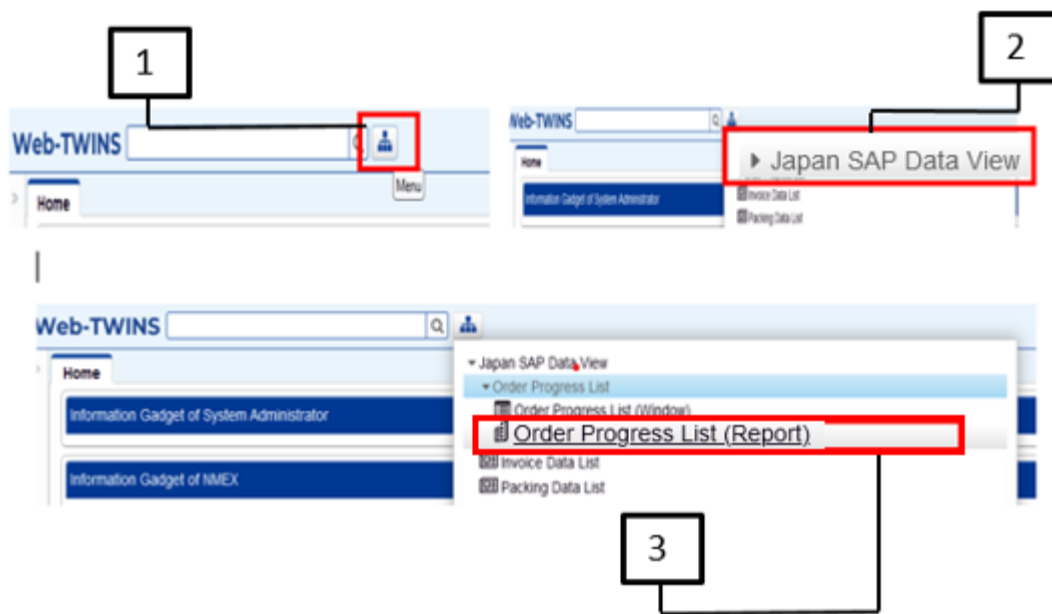 1
2
Web-TWINS
Menu
Home
Web-TWINS
Home
Japan SAP Data View
Information Gadget of System Administrator
Invoice Data List
Packing Data List
Web-TWINS
Home
Japan SAP Data View
Order Progress List
Information Gadget of System Administrator
Order Progress List (Window)
Order Progress List (Report)
Information Gadget of NMEX
Invoice Data List
Packing Data List
3